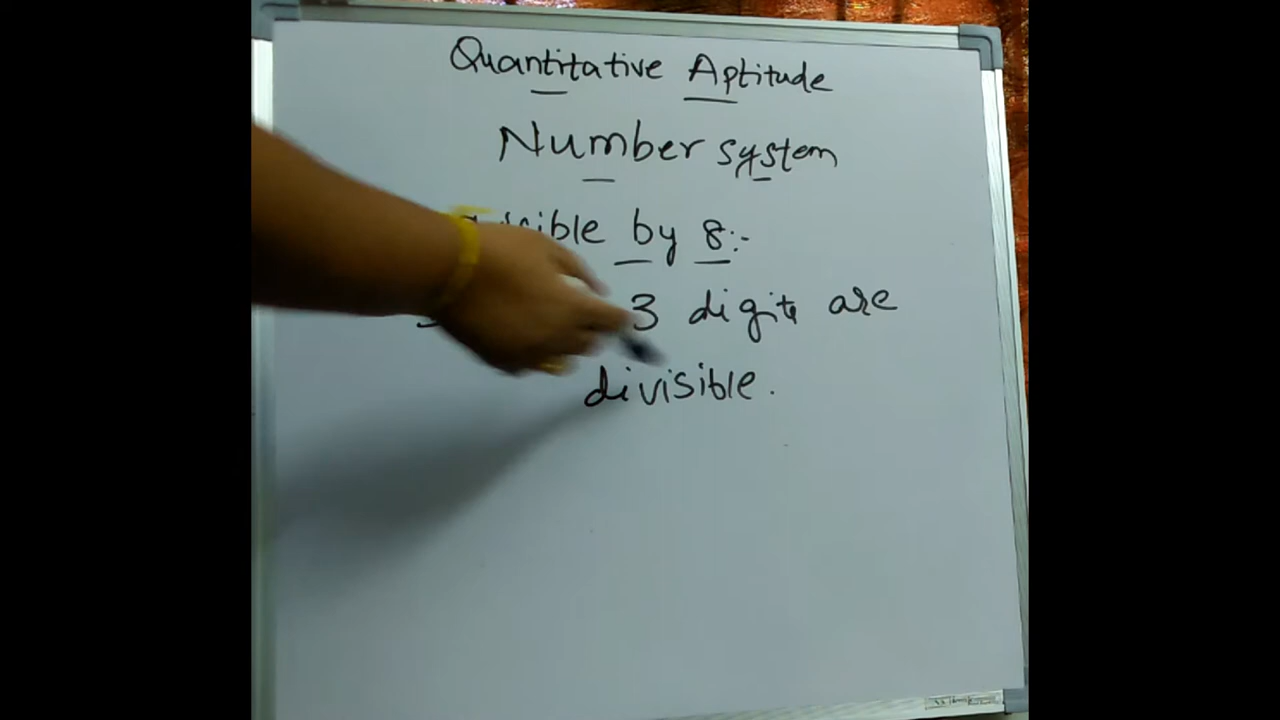 Quantitative Aptitude
Number system
by 8:-
3 digits are
divisible.